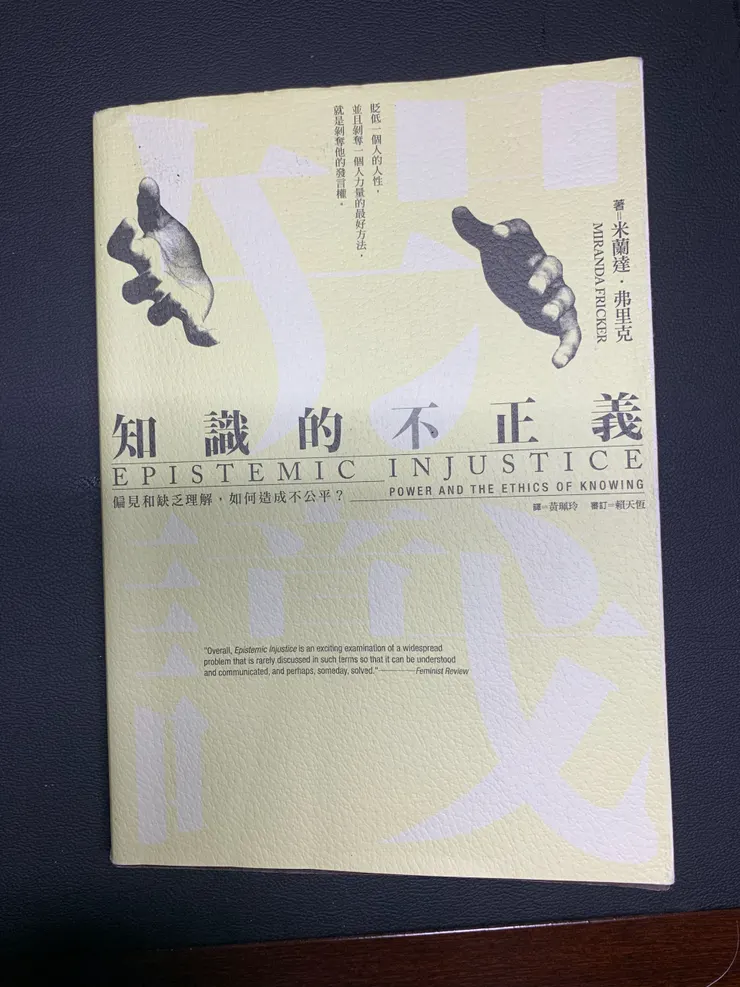 貶低一個人的人性，
並且剝奪一個人力量的最好方法，
就是剝奪他的發言權。
著＝米蘭達・弗里克
MIRANDA FRICKER
知識的不正義
EPISTEMIC INJUSTICE
偏見和缺乏理解，如何造成不公平？
POWER AND THE ETHICS OF KNOWING
譯＝黃珮玲 審訂＝賴天恆
"Overall, Epistemic Injustice is an exciting examination of a widespread
problem that is rarely discussed in such terms so that it can be understood
and communicated, and perhaps, someday, solved."————Feminist Review
知
識